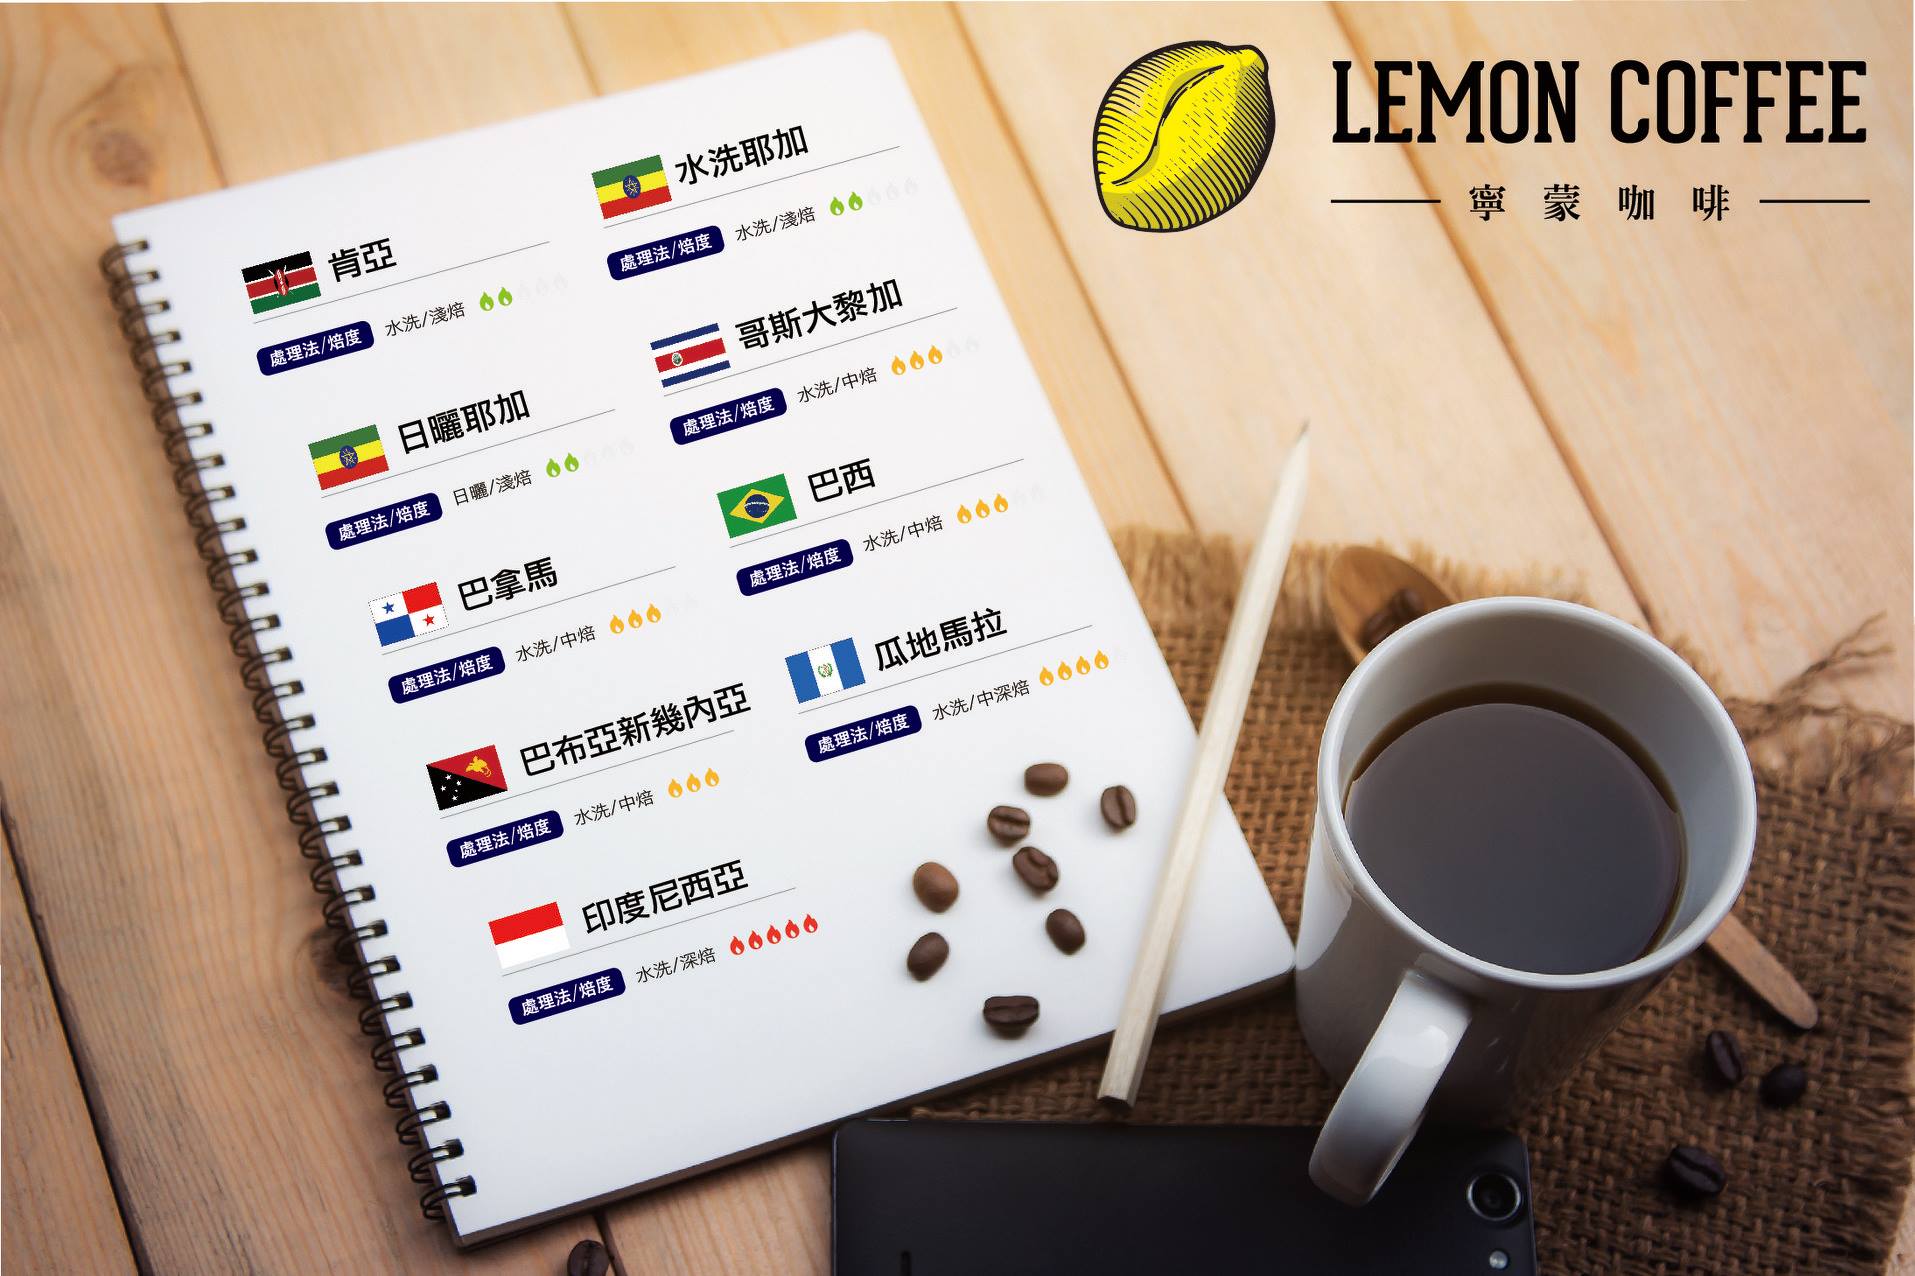 LEMON COFFEE
寧蒙咖啡
肯亞
處理法/焙度 水洗/淺焙
日曬耶加
處理法/焙度 日曬/淺焙
巴拿馬
處理法/焙度 水洗/中焙
巴布亞新幾內亞
處理法/焙度 水洗/中焙
印度尼西亞
處理法/焙度 水洗/深焙
水洗耶加
處理法/焙度 水洗/淺焙
哥斯大黎加
處理法/焙度 水洗/中焙
巴西
處理法/焙度 水洗/中焙
瓜地馬拉
處理法/焙度 水洗/中深焙